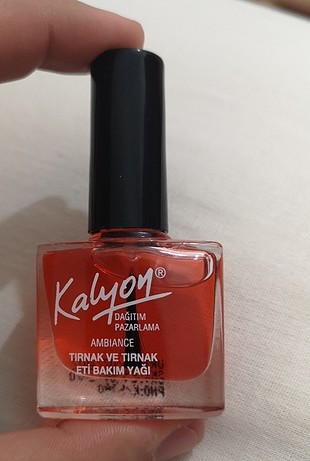 Kalyon®
DAĞITIM
PAZARLAMA
AMBIANCE
TIRNAK VE TIRNAK
ETİ BAKIM YAĞI